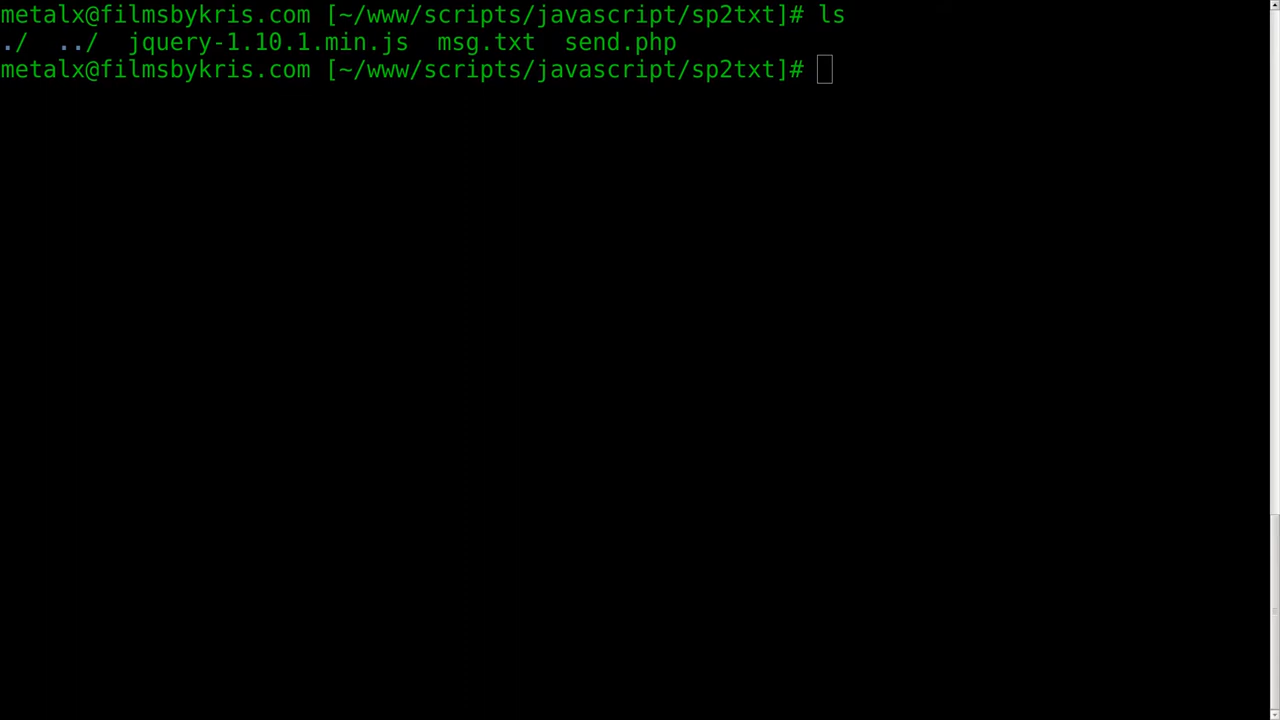 metalx@filmsbykris.com [~/www/scripts/javascript/sp2txt]# ls
./  ../  jquery-1.10.1.min.js  msg.txt  send.php
metalx@filmsbykris.com [~/www/scripts/javascript/sp2txt]#